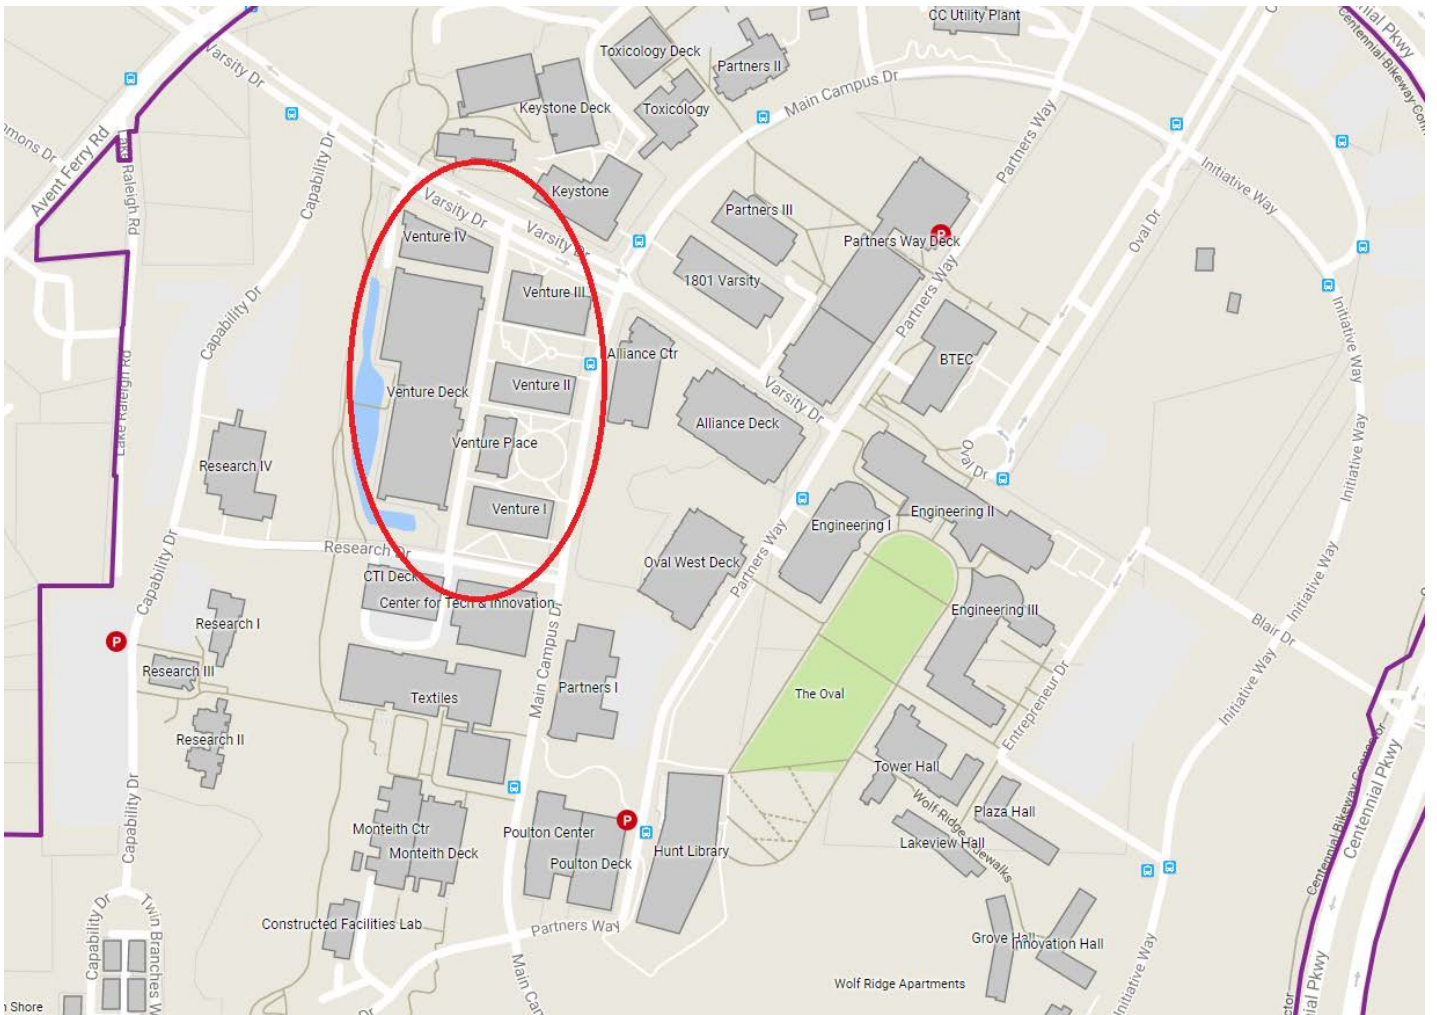 CC Utility Plant
Centennial Pkwy
Varsity Dr
Toxicology Deck
Partners II
Main Campus Dr
Keystone Deck
Toxicology
Avent Ferry Rd
Lake Raleigh Rd
Capability Dr
Partners Way
Initiative Way
Keystone
Varsity Dr
Varsity Dr
Partners III
Venture IV
Partners Way Deck
P
Oval Dr
1801 Varsity
Venture III
Capability Dr
Partners Way
Initiative Way
Alliance Ctr
BTEC
Venture II
Venture Deck
Varsity Dr
Lake Raleigh Rd
Alliance Deck
Venture Place
Oval Dr
Research IV
Initiative Way
Venture I
Engineering I
Engineering II
Research Dr
Oval West Deck
Partners Way
CTI Deck
Capability Dr
Center for Tech & Innovation
Initiative Way
Engineering III
Research I
Blair Dr
P
Research III
Main Campus Dr
Partners I
The Oval
Textiles
Entrepreneur Dr
Initiative Way
Research II
Tower Hall
Centennial Bikeway Connector
Centennial Pkwy
Capability Dr
Plaza Hall
P
Monteith Ctr
Poulton Center
Wolf Ridge Sidewalks
Lakeview Hall
Monteith Deck
Poulton Deck
Hunt Library
Constructed Facilities Lab
Partners Way
Capability Dr
Twin Branches W
Grove Hall
Innovation Hall
Initiative Way
Main Can
Wolf Ridge Apartments
Shore